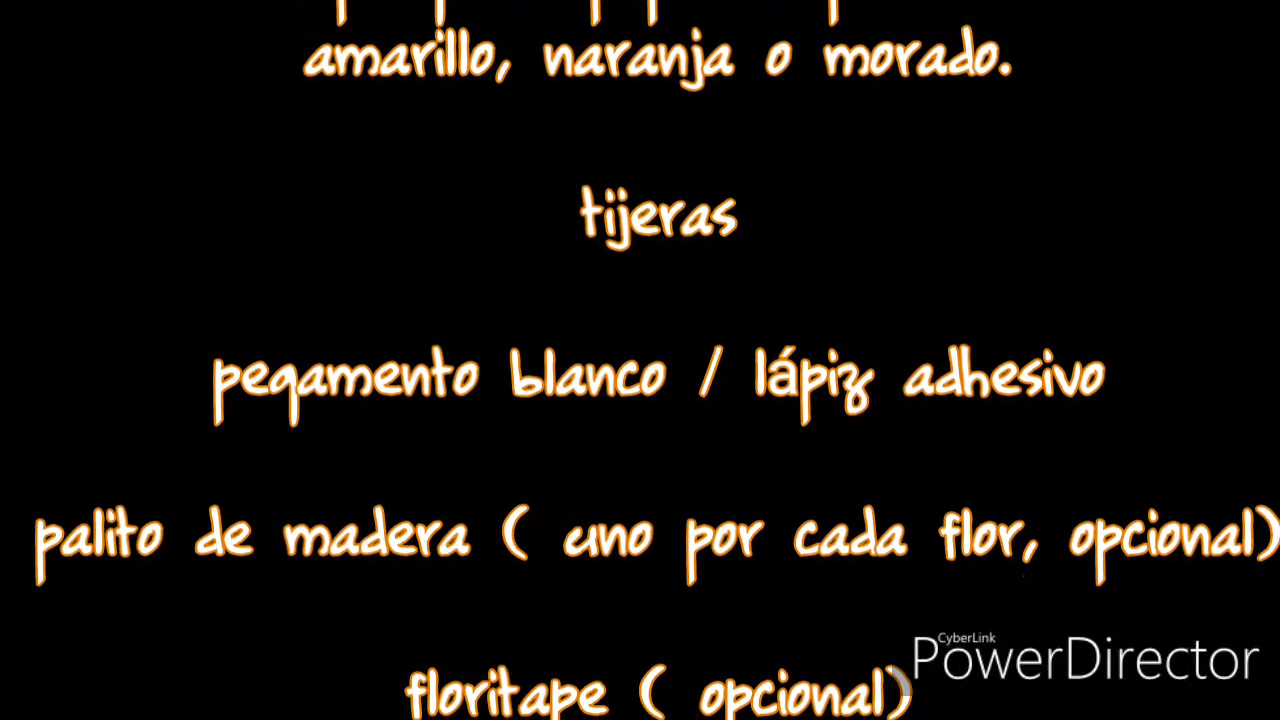 amarillo, naranja o morado.
tijeras
pegamento blanco / lápiz adhesivo
palito de madera ( uno por cada flor, opcional)
floritape ( opcional)
CyberLink
PowerDirector